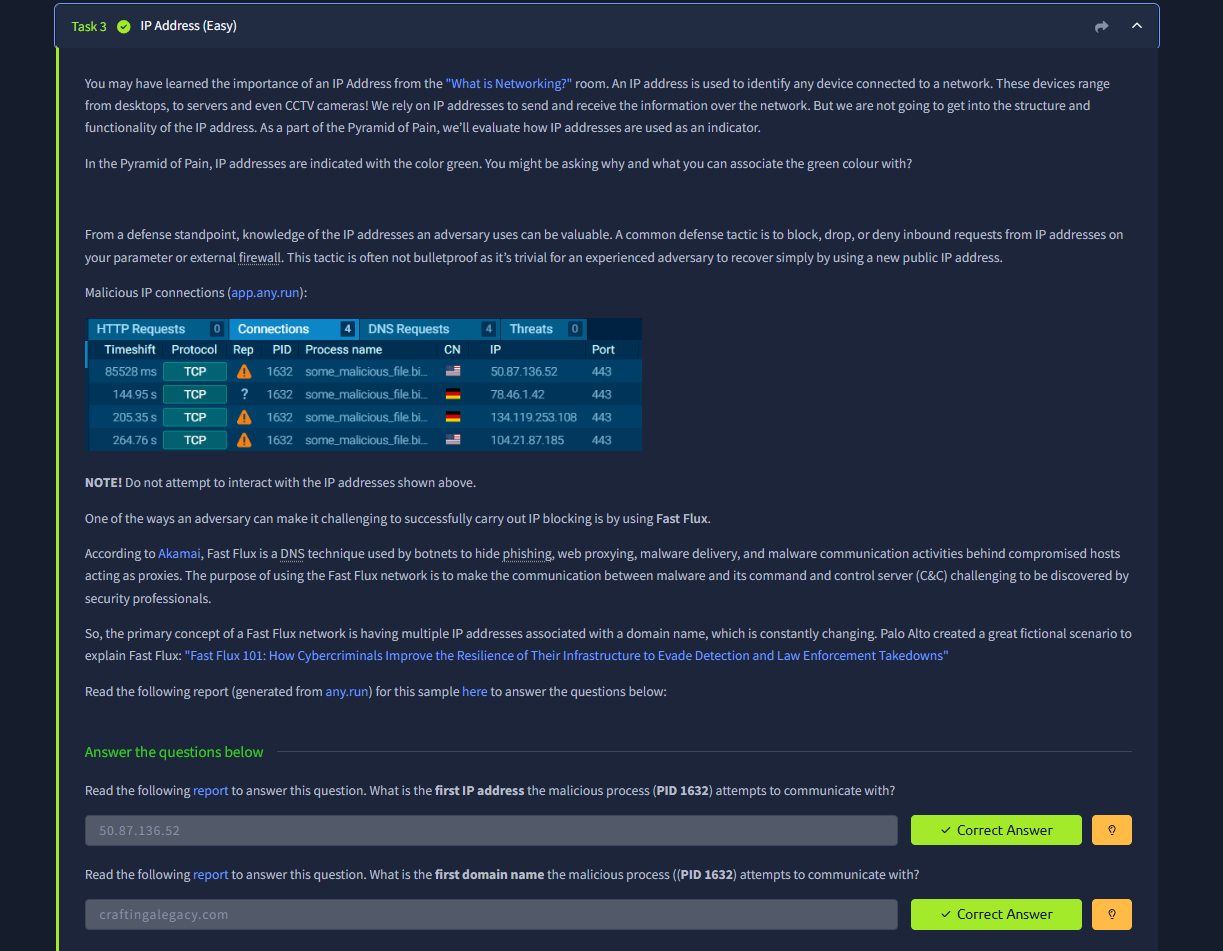 Task 3 IP Address (Easy)
You may have learned the importance of an IP Address from the "What is Networking?" room. An IP address is used to identify any device connected to a network. These devices range
from desktops, to servers and even CCTV cameras! We rely on IP addresses to send and receive the information over the network. But we are not going to get into the structure and
functionality of the IP address. As a part of the Pyramid of Pain, we’ll evaluate how IP addresses are used as an indicator.
In the Pyramid of Pain, IP addresses are indicated with the color green. You might be asking why and what you can associate the green colour with?
From a defense standpoint, knowledge of the IP addresses an adversary uses can be valuable. A common defense tactic is to block, drop, or deny inbound requests from IP addresses on
your parameter or external firewall. This tactic is often not bulletproof as it’s trivial for an experienced adversary to recover simply by using a new public IP address.
Malicious IP connections (app.any.run):
HTTP Requests 0 Connections 4 DNS Requests 4 Threats 0
Timeshift Protocol Rep PID Process name CN IP Port
85528 ms TCP 1632 some_malicious_file.bi... 50.87.136.52 443
144.95 s TCP ? 1632 some_malicious_file.bi... 78.46.1.42 443
205.35 s TCP 1632 some_malicious_file.bi... 134.119.253.108 443
264.76 s TCP 1632 some_malicious_file.bi... 104.21.87.185 443
NOTE! Do not attempt to interact with the IP addresses shown above.
One of the ways an adversary can make it challenging to successfully carry out IP blocking is by using Fast Flux.
According to Akamai, Fast Flux is a DNS technique used by botnets to hide phishing, web proxying, malware delivery, and malware communication activities behind compromised hosts
acting as proxies. The purpose of using the Fast Flux network is to make the communication between malware and its command and control server (C&C) challenging to be discovered by
security professionals.
So, the primary concept of a Fast Flux network is having multiple IP addresses associated with a domain name, which is constantly changing. Palo Alto created a great fictional scenario to
explain Fast Flux: "Fast Flux 101: How Cybercriminals Improve the Resilience of Their Infrastructure to Evade Detection and Law Enforcement Takedowns"
Read the following report (generated from any.run) for this sample here to answer the questions below:
Answer the questions below
Read the following report to answer this question. What is the first IP address the malicious process (PID 1632) attempts to communicate with?
50.87.136.52 Correct Answer
Read the following report to answer this question. What is the first domain name the malicious process ((PID 1632) attempts to communicate with?
craftingalegacy.com Correct Answer